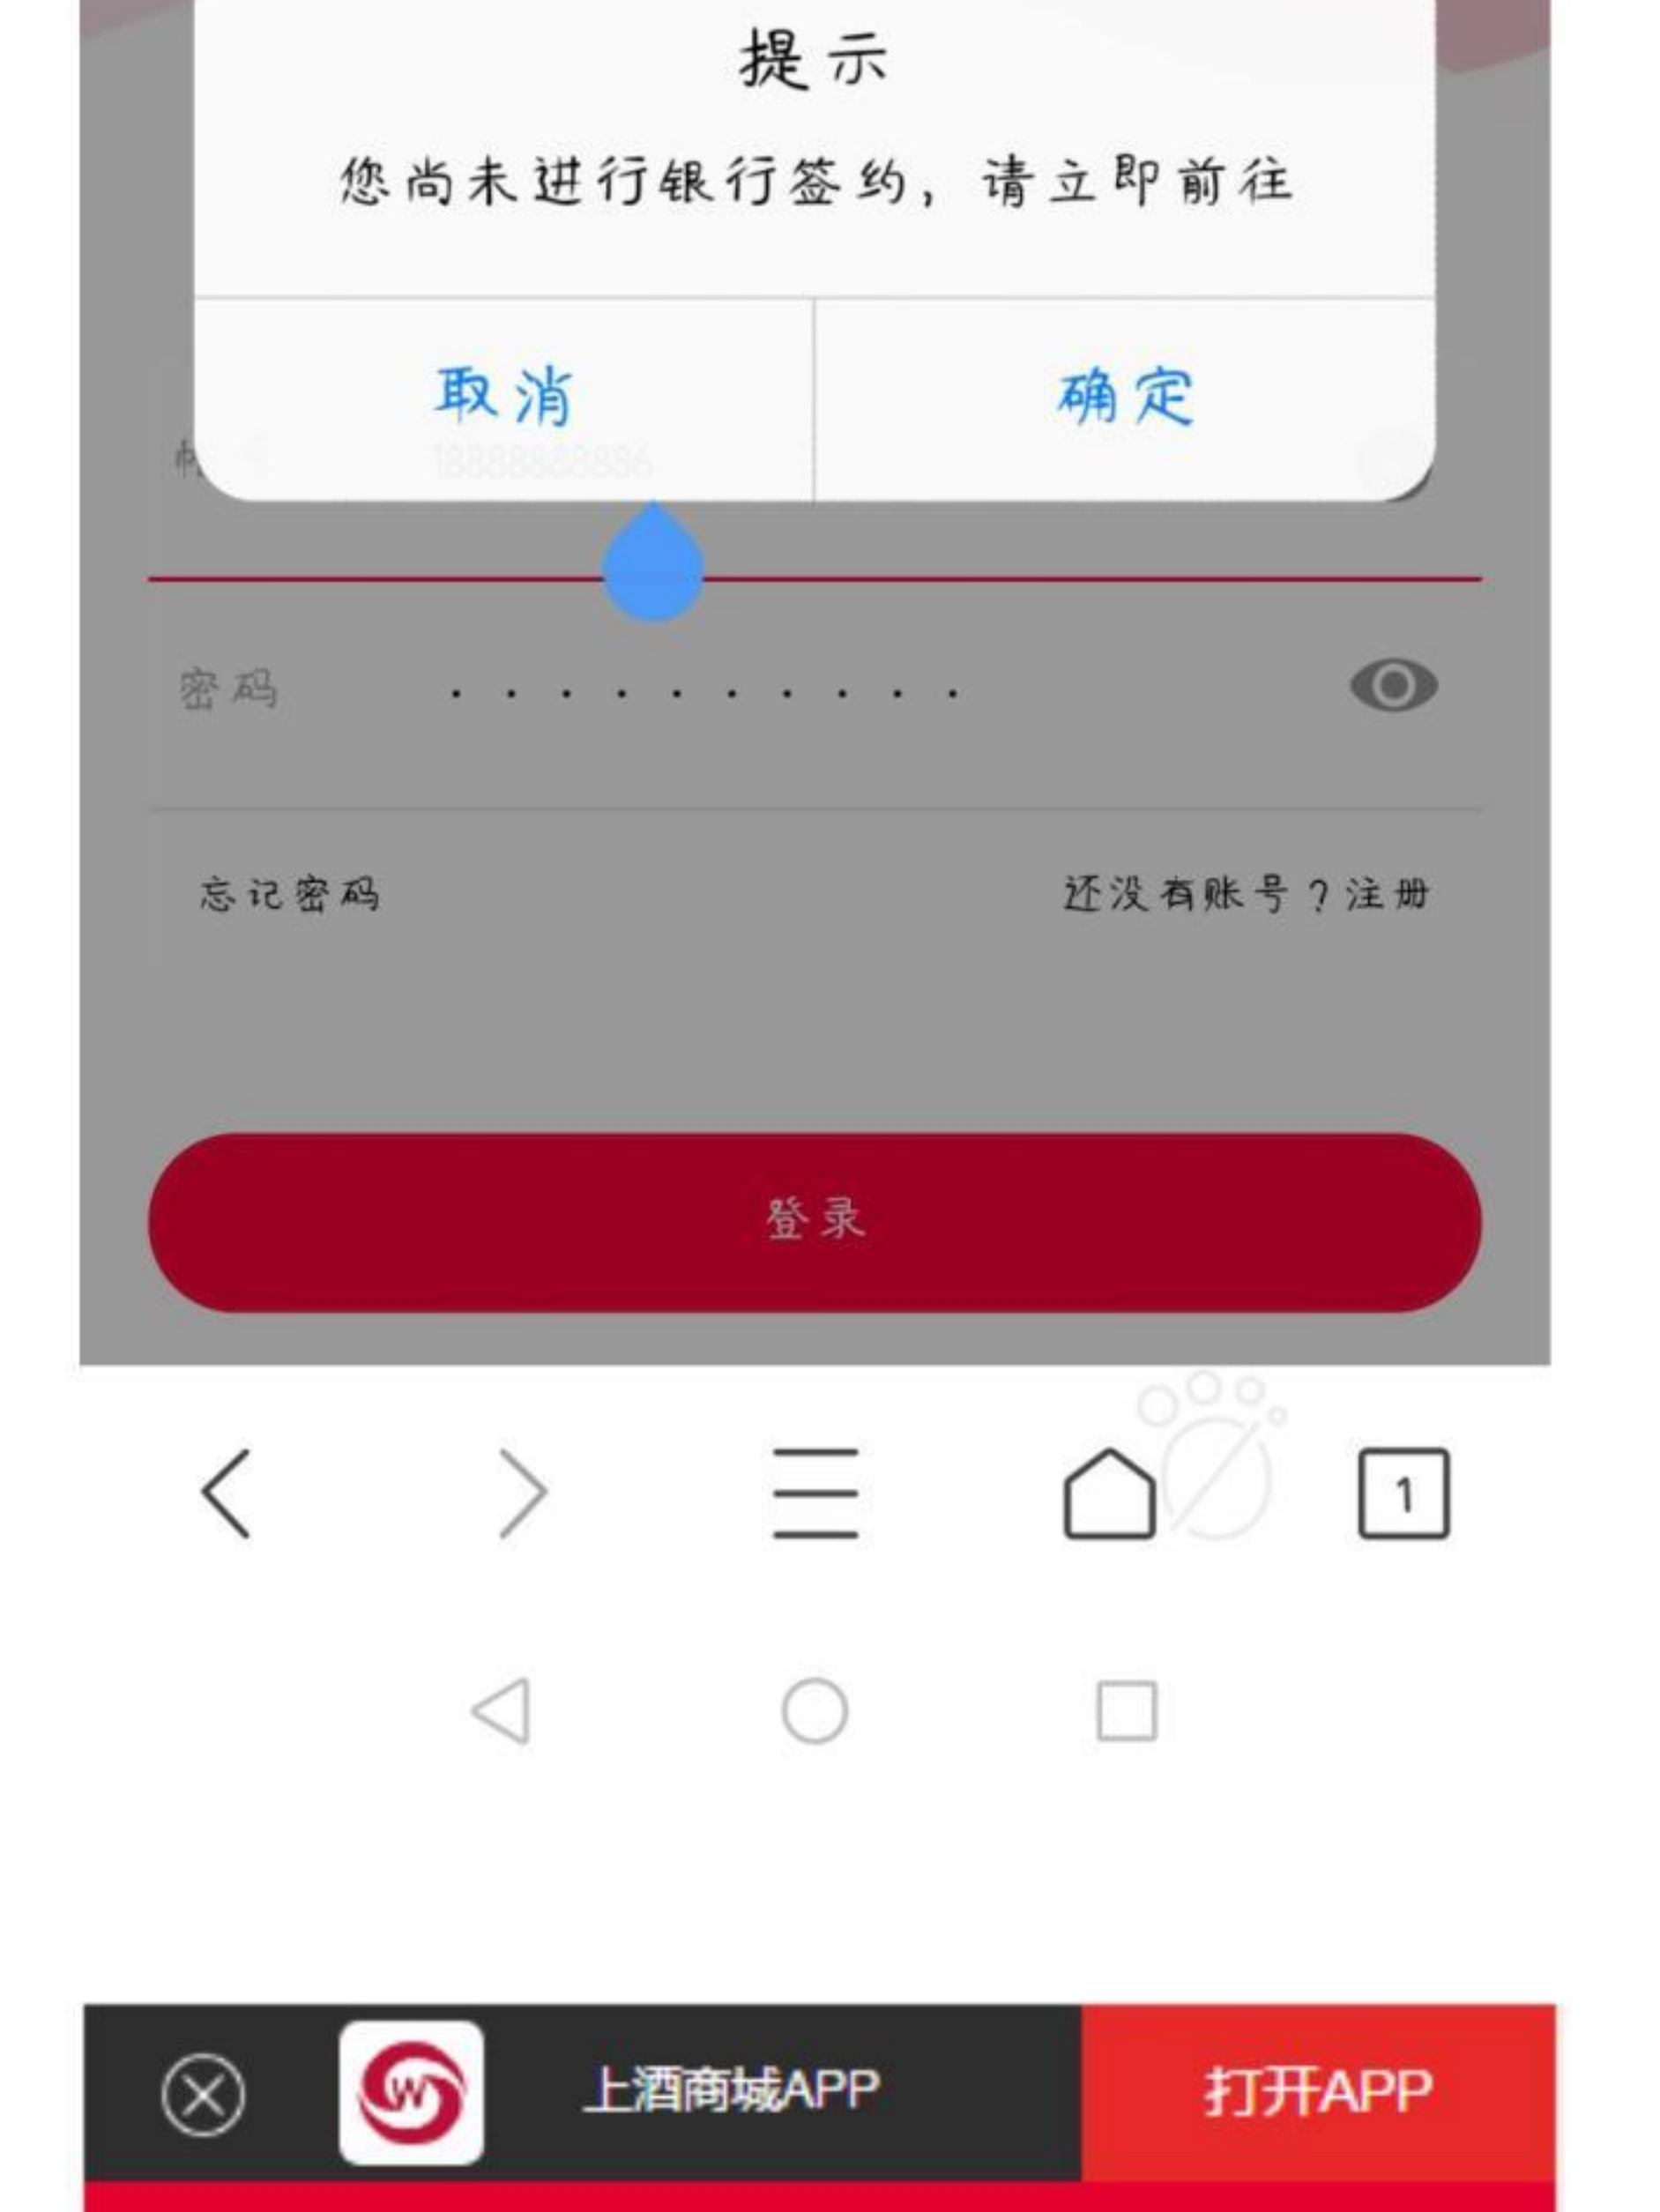 提示
您尚未进行银行签约，请立即前往
取消
确定
18888888886
密码
忘记密码
还没有账号？注册
登录
1
W
上酒商城APP
打开APP